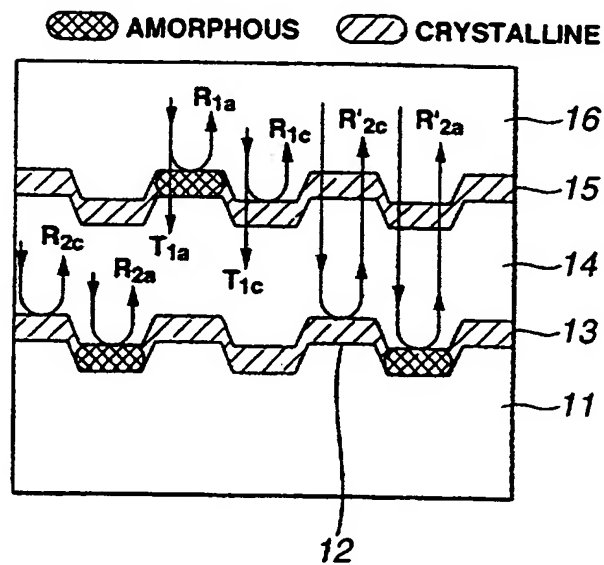 AMORPHOUS CRYSTALLINE
R1a R1c R'2c R'2a 16
15
T1a T1c
R2c R2a 14
13
11
12